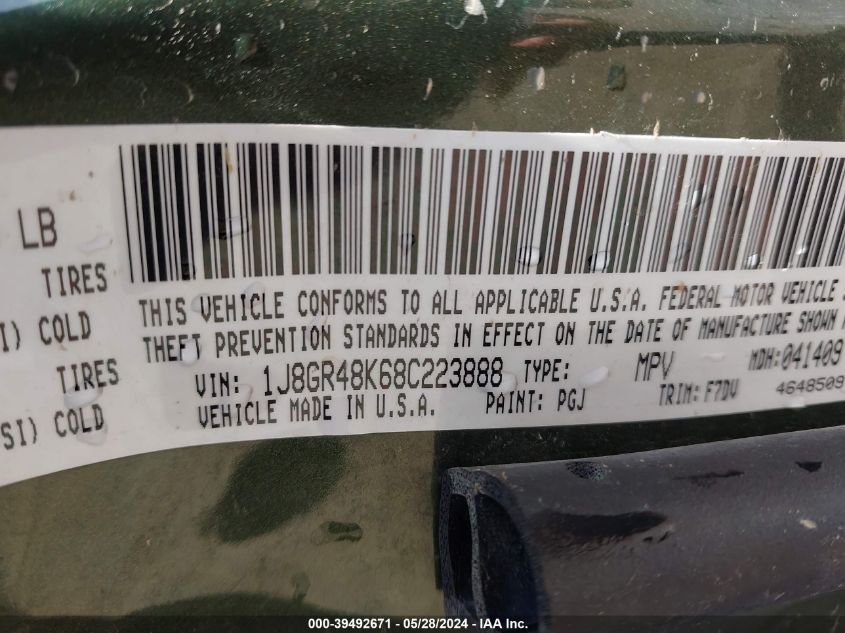 LB
TIRES
I) COLD
TIRES
SI) COLD
THIS VEHICLE CONFORMS TO ALL APPLICABLE U.S.A. FEDERAL MOTOR VEHICLE
THEFT PREVENTION STANDARDS IN EFFECT ON THE DATE OF MANUFACTURE SHOWN
VIN: 1J8GR48K68C223888 TYPE: MPV MDH:041409
VEHICLE MADE IN U.S.A. PAINT: PGJ TRIM: F7DV 4648509
000-39492671 - 05/28/2024 - IAA Inc.